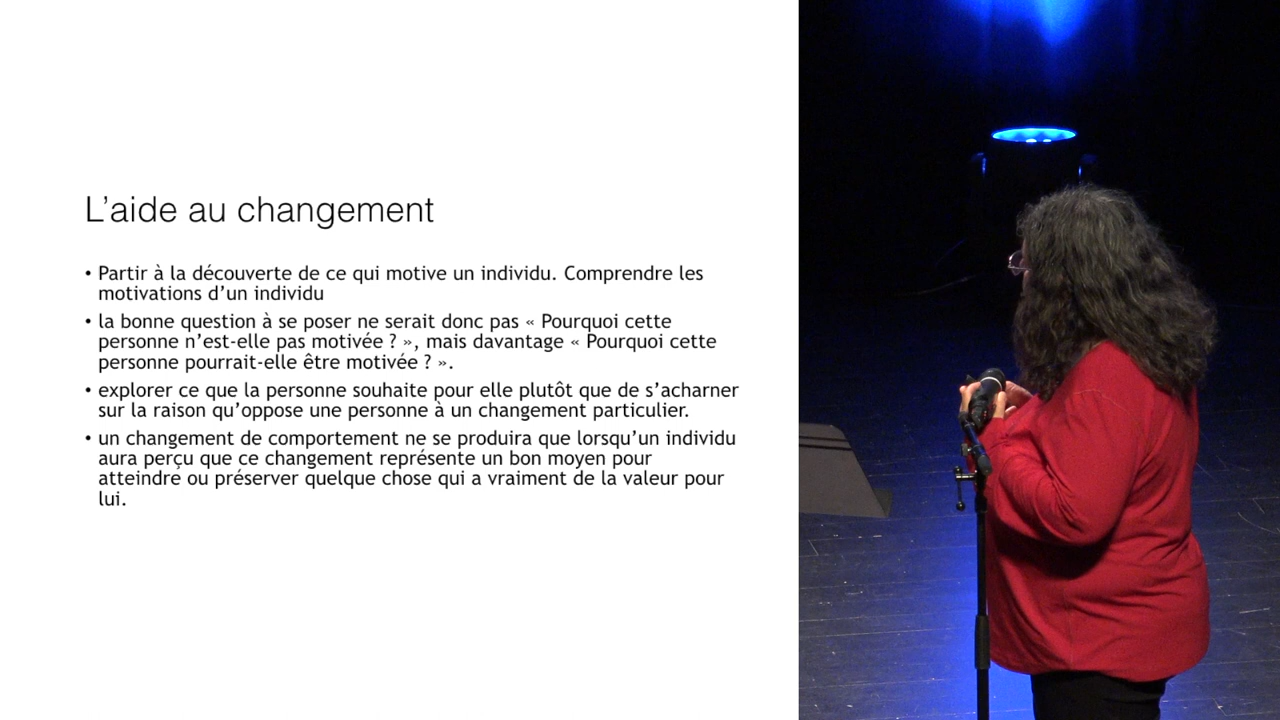 L’aide au changement
• Partir à la découverte de ce qui motive un individu. Comprendre les
motivations d’un individu
• la bonne question à se poser ne serait donc pas « Pourquoi cette
personne n’est-elle pas motivée ? », mais davantage « Pourquoi cette
personne pourrait-elle être motivée ? ».
• explorer ce que la personne souhaite pour elle plutôt que de s’acharner
sur la raison qu’oppose une personne à un changement particulier.
• un changement de comportement ne se produira que lorsqu’un individu
aura perçu que ce changement représente un bon moyen pour
atteindre ou préserver quelque chose qui a vraiment de la valeur pour
lui.